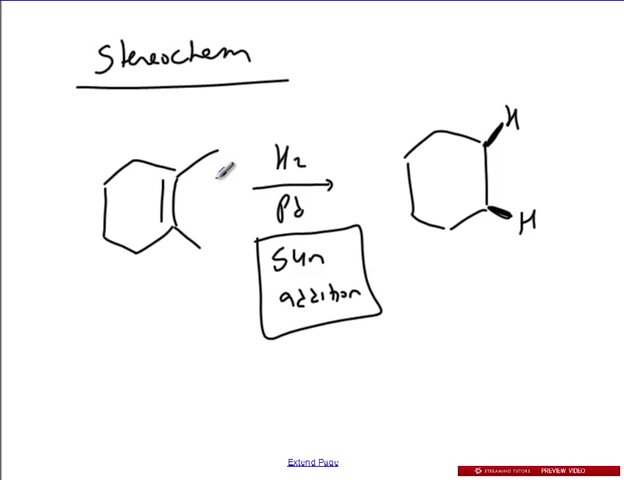 Stereochem
H2
Pd
Syn
addition
H
H
Extend Page
STREAMING TUTORS PREVIEW VIDEO